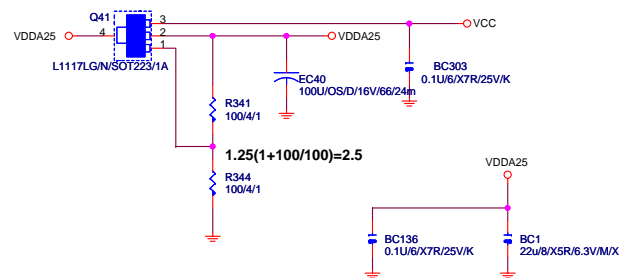 Q41
3
VCC
VDDA25
4
2
VDDA25
1
L1117LG/N/SOT223/1A
BC303
0.1U/6/X7R/25V/K
EC40
100U/OS/D/16V/66/24m
R341
100/4/1
1.25(1+100/100)=2.5
R344
100/4/1
VDDA25
BC136
0.1U/6/X7R/25V/K
BC1
22u/8/X5R/6.3V/M/X